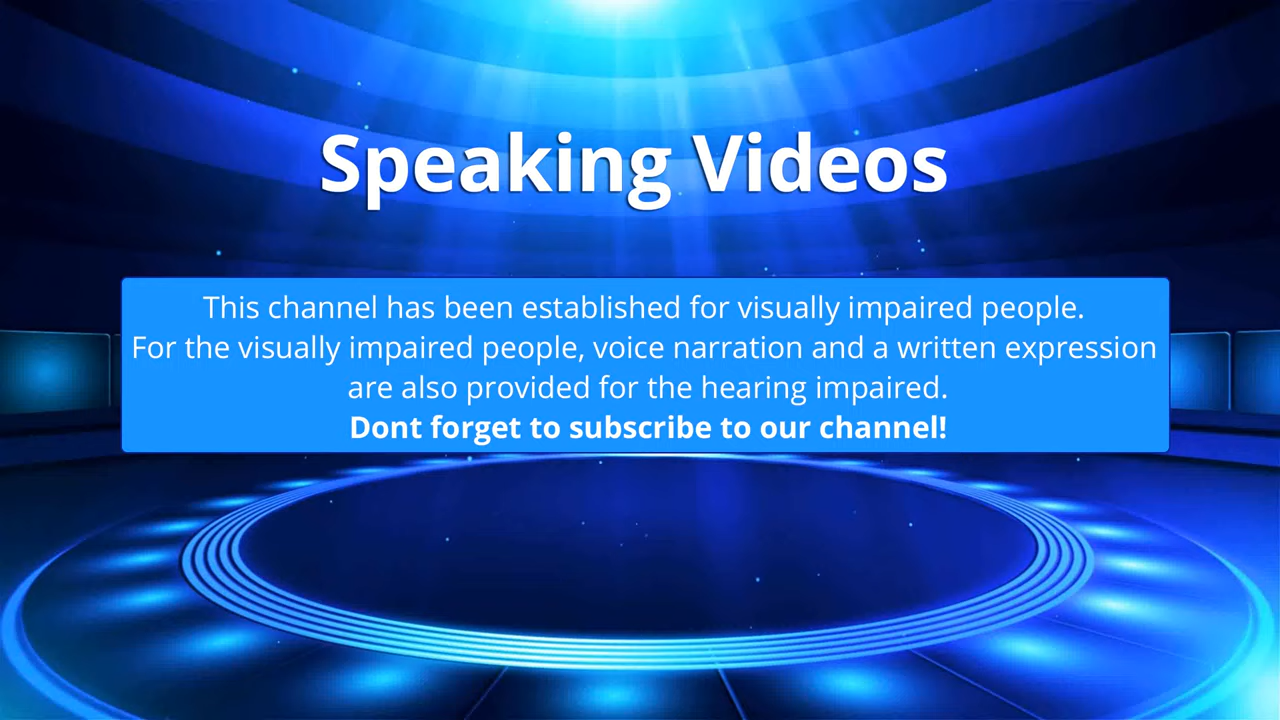 Speaking Videos
This channel has been established for visually impaired people.
For the visually impaired people, voice narration and a written expression
are also provided for the hearing impaired.
Dont forget to subscribe to our channel!